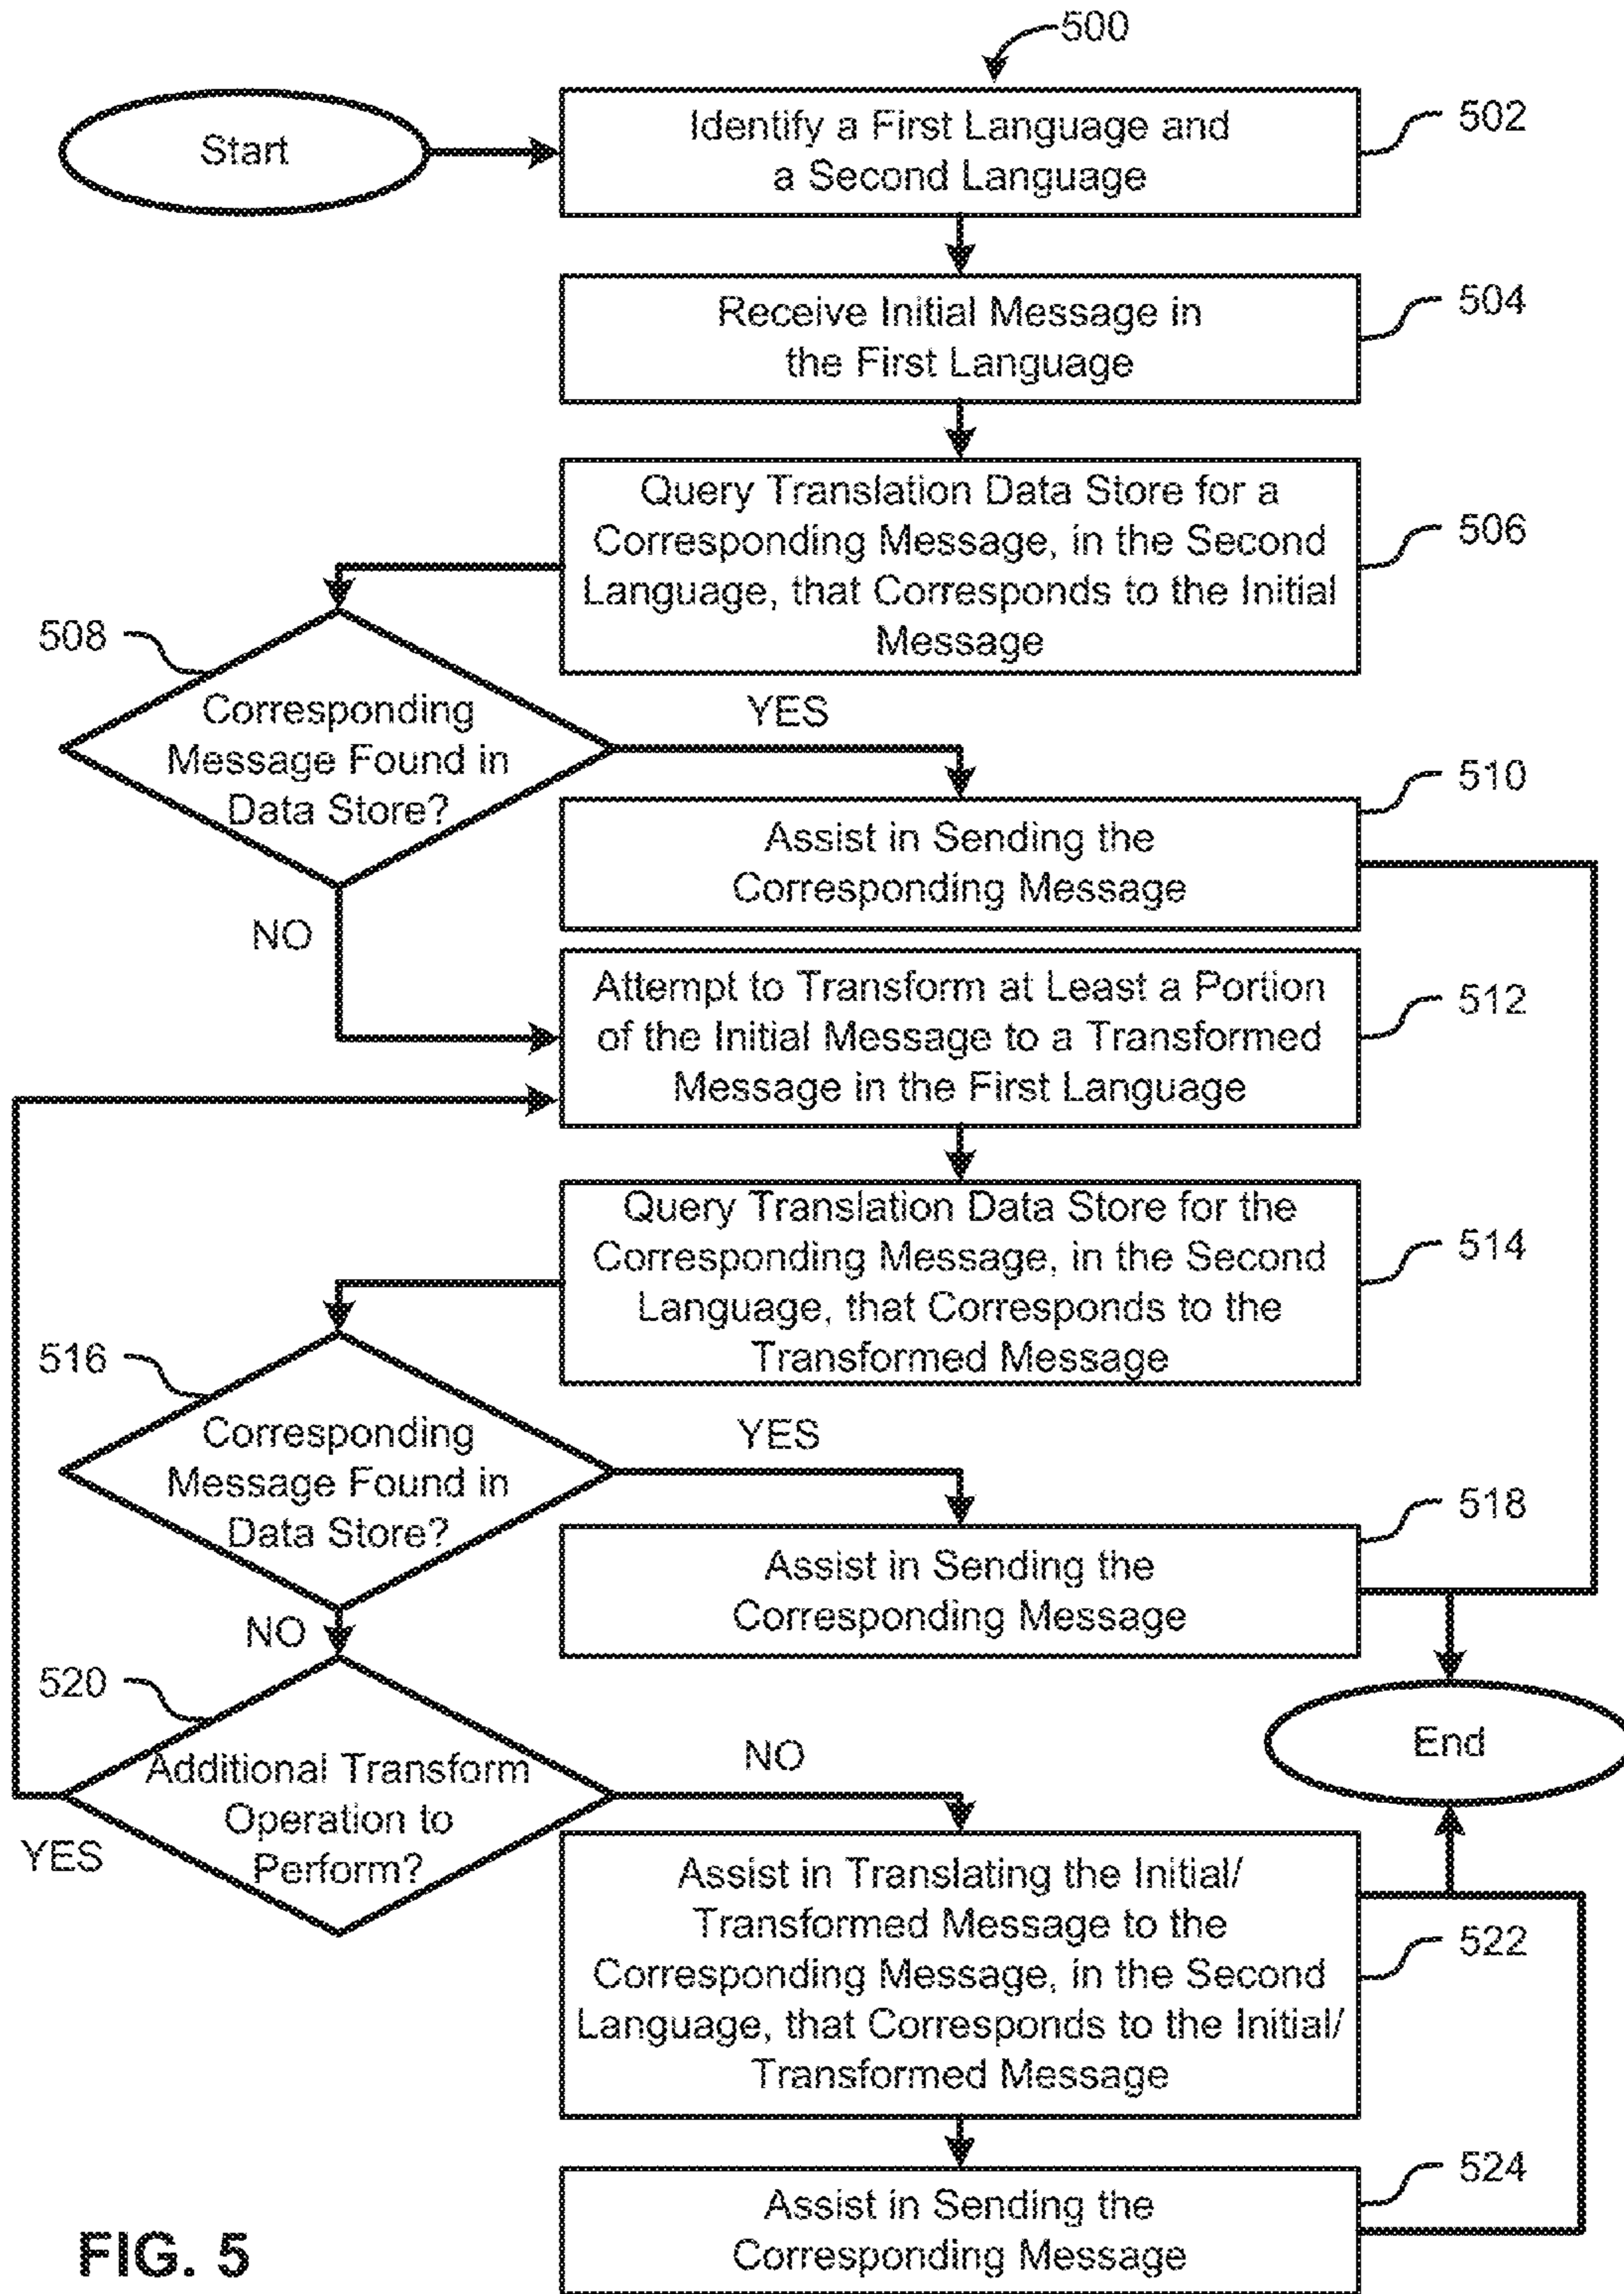 500
Start
Identify a First Language and
a Second Language
502
Receive Initial Message in
the First Language
504
Query Translation Data Store for a
Corresponding Message, in the Second
Language, that Corresponds to the Initial
Message
506
508
Corresponding
Message Found in
Data Store?
YES
NO
510
Assist in Sending the
Corresponding Message
Attempt to Transform at Least a Portion
of the Initial Message to a Transformed
Message in the First Language
512
Query Translation Data Store for the
Corresponding Message, in the Second
Language, that Corresponds to the
Transformed Message
514
516
Corresponding
Message Found in
Data Store?
YES
NO
518
Assist in Sending the
Corresponding Message
End
520
Additional Transform
Operation to
Perform?
NO
YES
Assist in Translating the Initial/
Transformed Message to the
Corresponding Message, in the Second
Language, that Corresponds to the Initial/
Transformed Message
522
Assist in Sending the
Corresponding Message
524
FIG. 5